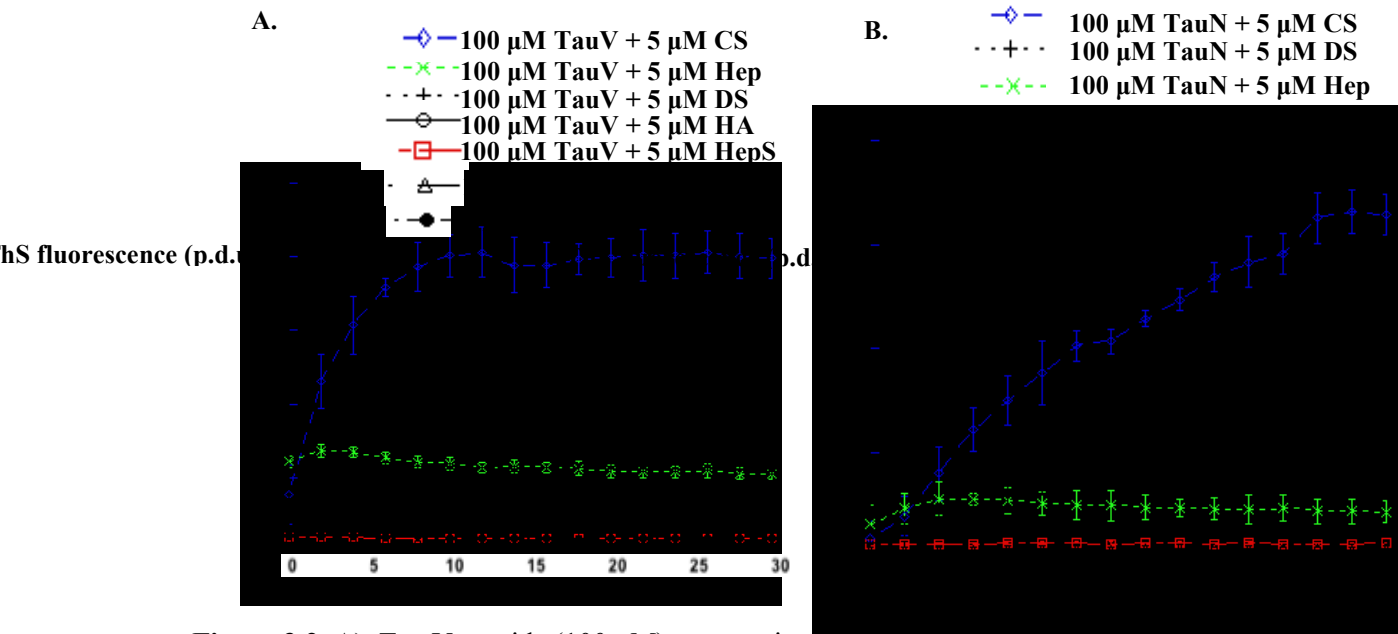 A.
100 µM TauV + 5 µM CS
100 µM TauV + 5 µM Hep
100 µM TauV + 5 µM DS
100 µM TauV + 5 µM HA
100 µM TauV + 5 µM HepS
hS fluorescence (p.d.u
0 5 10 15 20 25 30
B.
100 µM TauN + 5 µM CS
100 µM TauN + 5 µM DS
100 µM TauN + 5 µM Hep
p.d